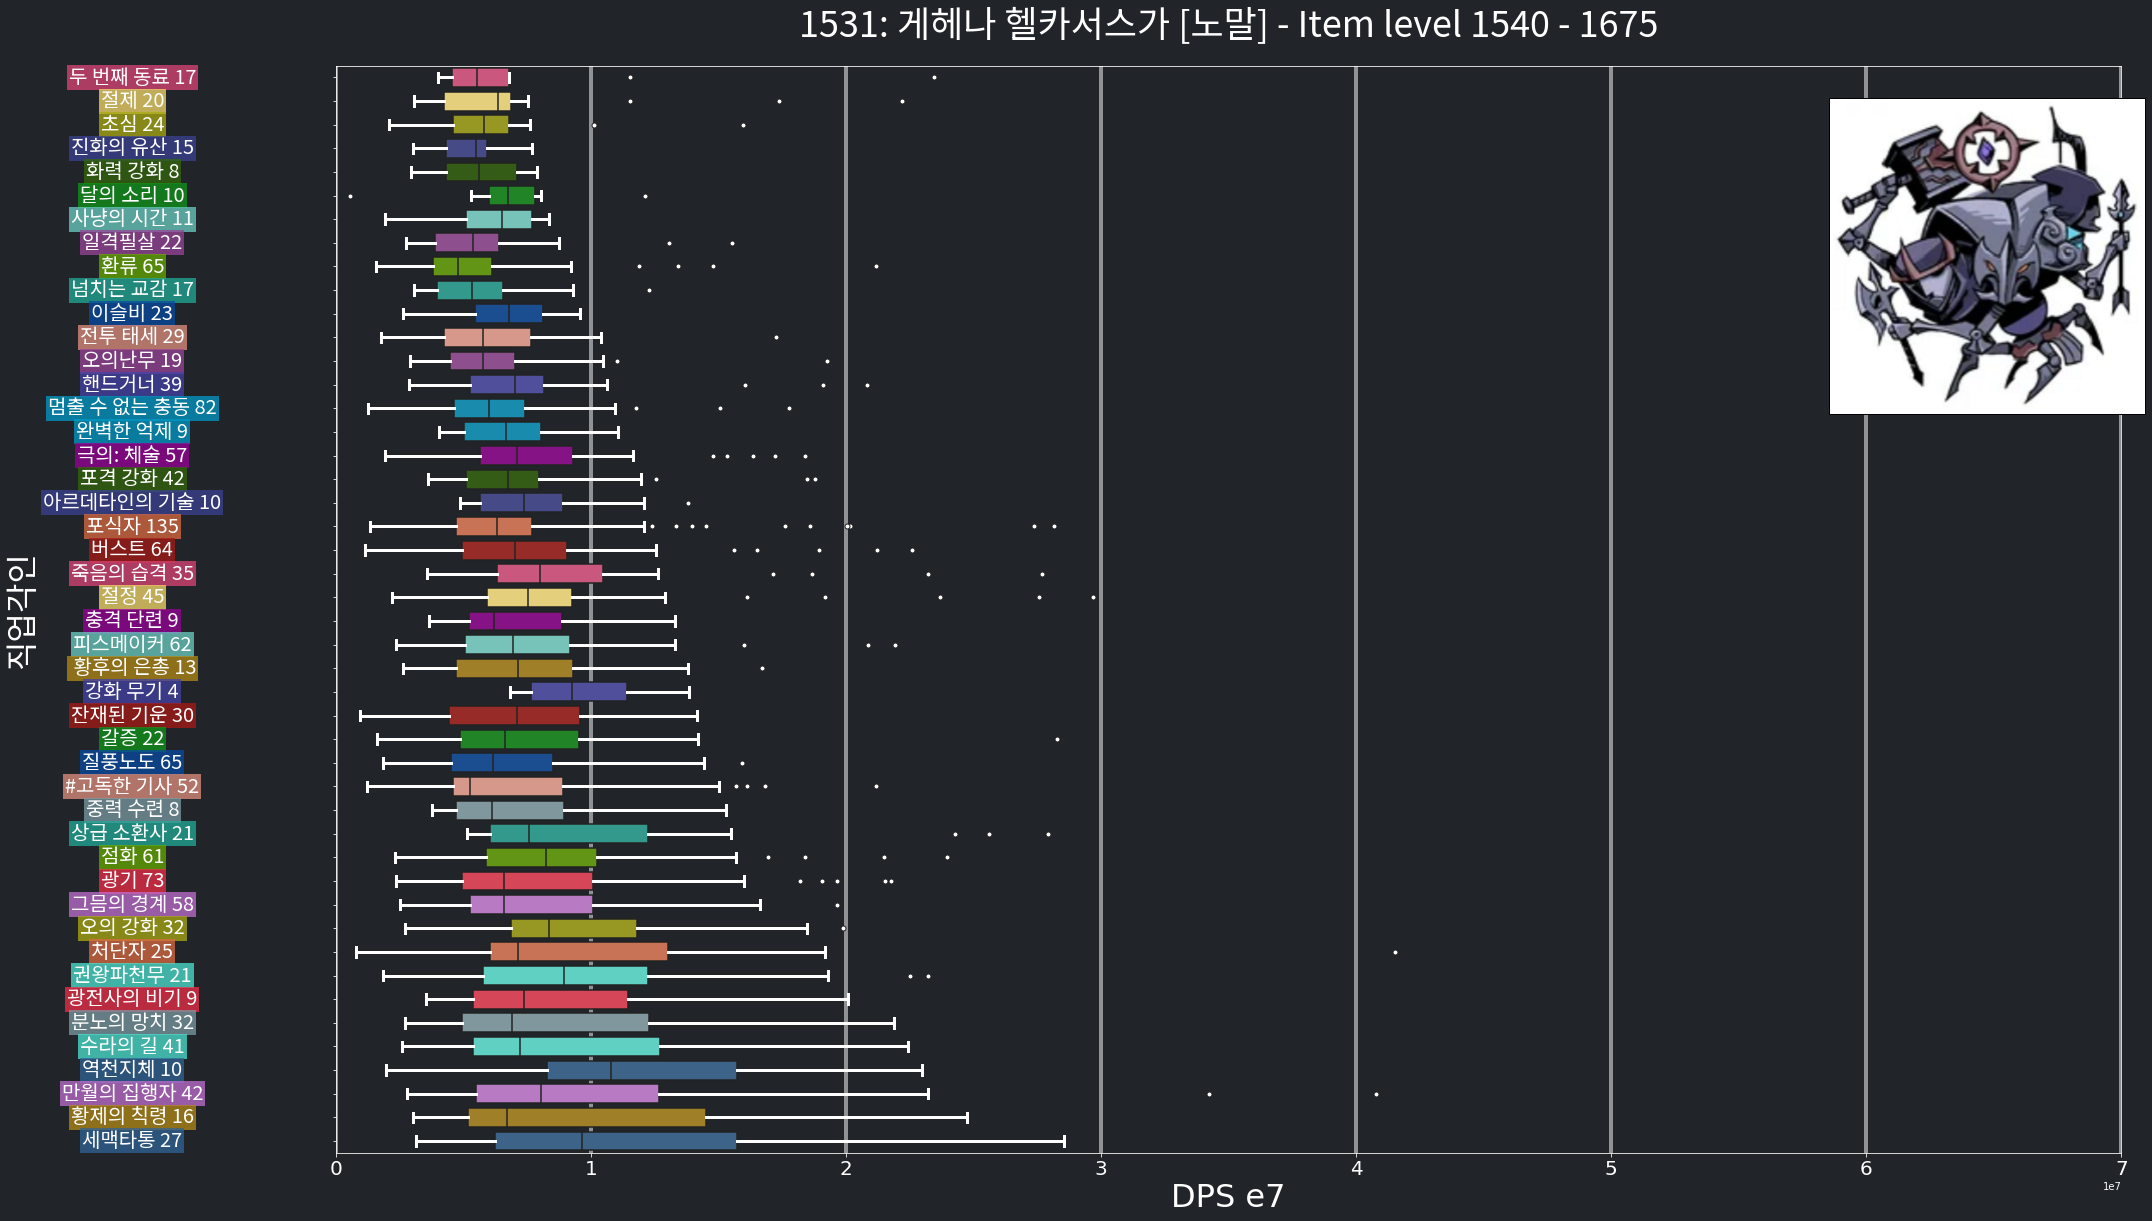 1531: 게헤나 헬카서스가 [노말] - Item level 1540 - 1675
두 번째 동료 17
절제 20
초심 24
진화의 유산 15
화력 강화 8
달의 소리 10
사냥의 시간 11
일격필살 22
환류 65
넘치는 교감 17
이슬비 23
전투 태세 29
오의난무 19
핸드거너 39
멈출 수 없는 충동 82
완벽한 억제 9
극의: 체술 57
포격 강화 42
아르데타인의 기술 10
포식자 135
버스트 64
죽음의 습격 35
절정 45
충격 단련 9
피스메이커 62
황후의 은총 13
강화 무기 4
잔재된 기운 30
갈증 22
질풍노도 65
#고독한 기사 52
중력 수련 8
상급 소환사 21
점화 61
광기 73
그믐의 경계 58
오의 강화 32
처단자 25
권왕파천무 21
광전사의 비기 9
분노의 망치 32
수라의 길 41
역천지체 10
만월의 집행자 42
황제의 칙령 16
세맥타통 27
직업각인
0 1 2 3 4 5 6 7
1e7
DPS e7